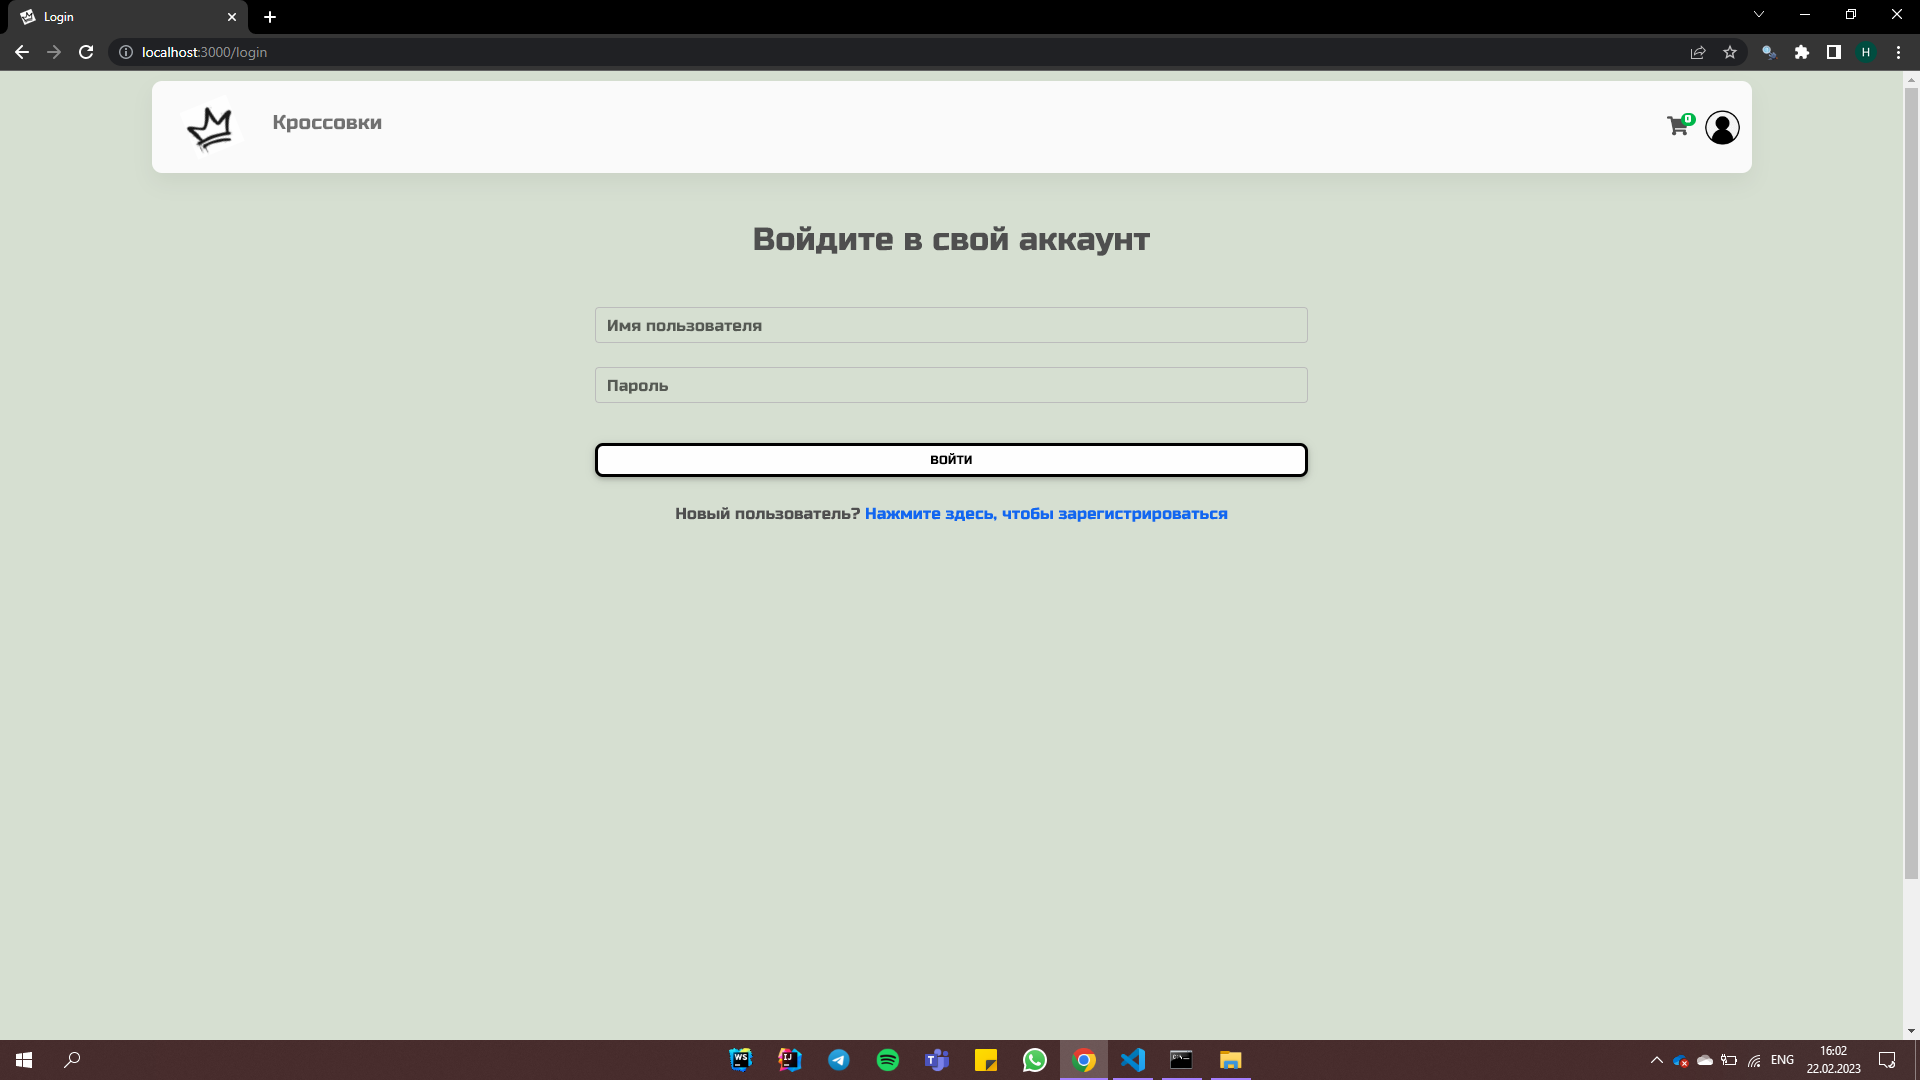 Login
localhost:3000/login
H
Кроссовки
0
Войдите в свой аккаунт
Имя пользователя
Пароль
ВОЙТИ
Новый пользователь? Нажмите здесь, чтобы зарегистрироваться
WS
IJ
T
ENG
16:02
22.02.2023